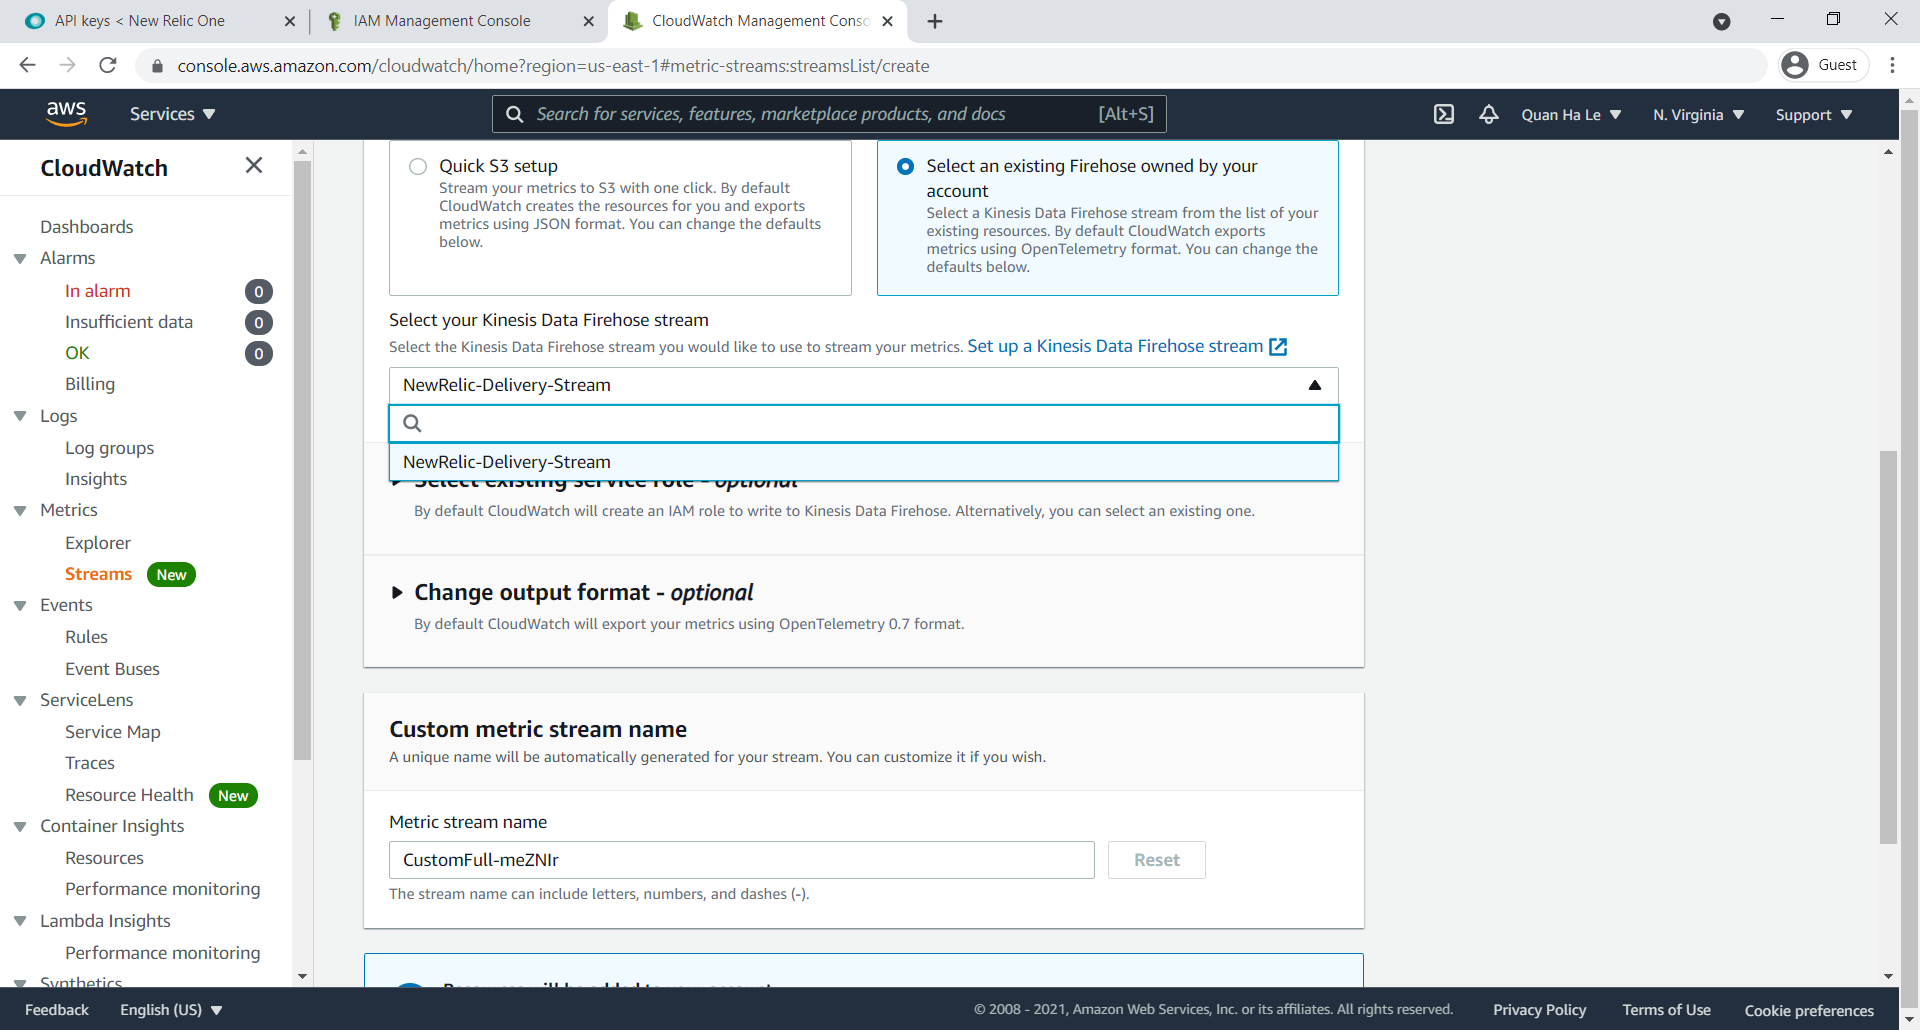 API keys < New Relic One
IAM Management Console
CloudWatch Management Conso
console.aws.amazon.com/cloudwatch/home?region=us-east-1#metric-streams:streamsList/create
Guest
aws
Services
Search for services, features, marketplace products, and docs
[Alt+S]
Quan Ha Le
N. Virginia
Support
CloudWatch
Dashboards
Alarms
In alarm 0
Insufficient data 0
OK 0
Billing
Logs
Log groups
Insights
Metrics
Explorer
Streams New
Events
Rules
Event Buses
ServiceLens
Service Map
Traces
Resource Health New
Container Insights
Resources
Performance monitoring
Lambda Insights
Performance monitoring
Synthetics
Quick S3 setup
Stream your metrics to S3 with one click. By default
CloudWatch creates the resources for you and exports
metrics using JSON format. You can change the defaults
below.
Select an existing Firehose owned by your
account
Select a Kinesis Data Firehose stream from the list of your
existing resources. By default CloudWatch exports
metrics using OpenTelemetry format. You can change the
defaults below.
Select your Kinesis Data Firehose stream
Select the Kinesis Data Firehose stream you would like to use to stream your metrics. Set up a Kinesis Data Firehose stream
NewRelic-Delivery-Stream
NewRelic-Delivery-Stream
Select existing service role - optional
By default CloudWatch will create an IAM role to write to Kinesis Data Firehose. Alternatively, you can select an existing one.
Change output format - optional
By default CloudWatch will export your metrics using OpenTelemetry 0.7 format.
Custom metric stream name
A unique name will be automatically generated for your stream. You can customize it if you wish.
Metric stream name
CustomFull-meZNIr
Reset
The stream name can include letters, numbers, and dashes (-).
Resources will be added to your account
Feedback
English (US)
© 2008 - 2021, Amazon Web Services, Inc. or its affiliates. All rights reserved.
Privacy Policy
Terms of Use
Cookie preferences